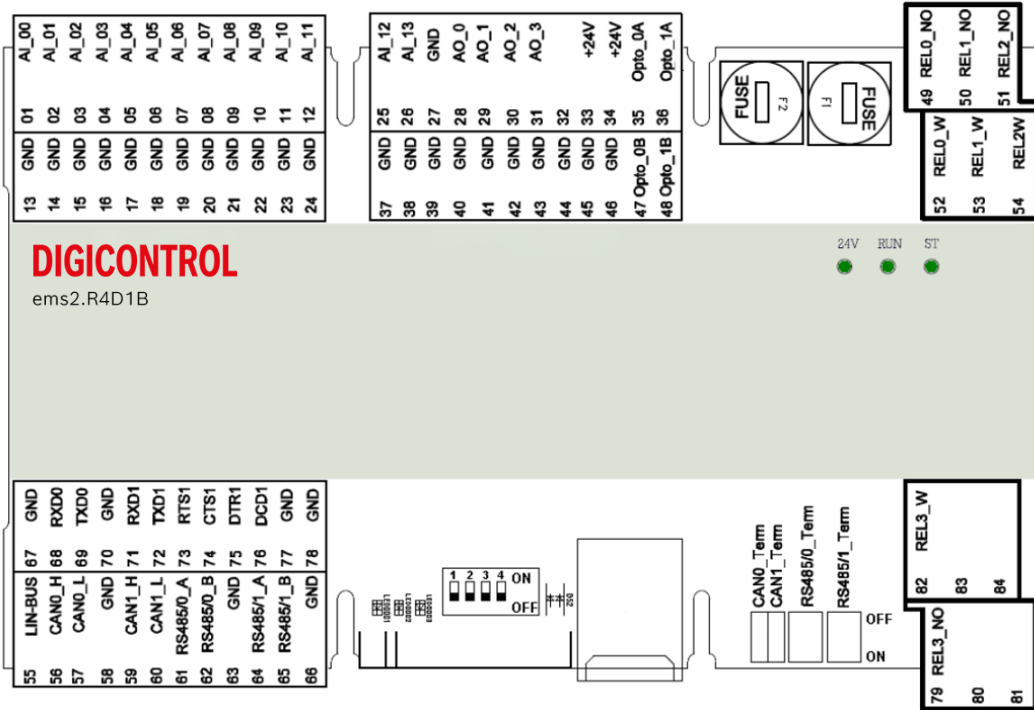 AI_00 AI_01 AI_02 AI_03 AI_04 AI_05 AI_06 AI_07 AI_08 AI_09 AI_10 AI_11
01 02 03 04 05 06 07 08 09 10 11 12
GND GND GND GND GND GND GND GND GND GND GND GND
13 14 15 16 17 18 19 20 21 22 23 24
AI_12 AI_13 GND AO_0 AO_1 AO_2 AO_3 +24V +24V Opto_0A Opto_1A
25 26 27 28 29 30 31 32 33 34 35 36
GND GND GND GND GND GND GND GND GND GND Opto_0B Opto_1B
37 38 39 40 41 42 43 44 45 46 47 48
FUSE F2 F1 FUSE
REL0_NO REL1_NO REL2_NO
49 50 51
REL0_W REL1_W REL2W
52 53 54
DIGICONTROL
ems2.R4D1B
24V RUN ST
GND RXD0 TXD0 GND RXD1 TXD1 RTS1 CTS1 DTR1 DCD1 GND GND
67 68 69 70 71 72 73 74 75 76 77 78
LIN-BUS CAN0_H CAN0_L GND CAN1_H CAN1_L RS485/0_A RS485/0_B GND RS485/1_A RS485/1_B GND
55 56 57 58 59 60 61 62 63 64 65 66
1 2 3 4 ON
OFF
CAN0_Term CAN1_Term RS485/0_Term RS485/1_Term
OFF
ON
REL3_W
82 83 84
REL3_NO
79 80 81